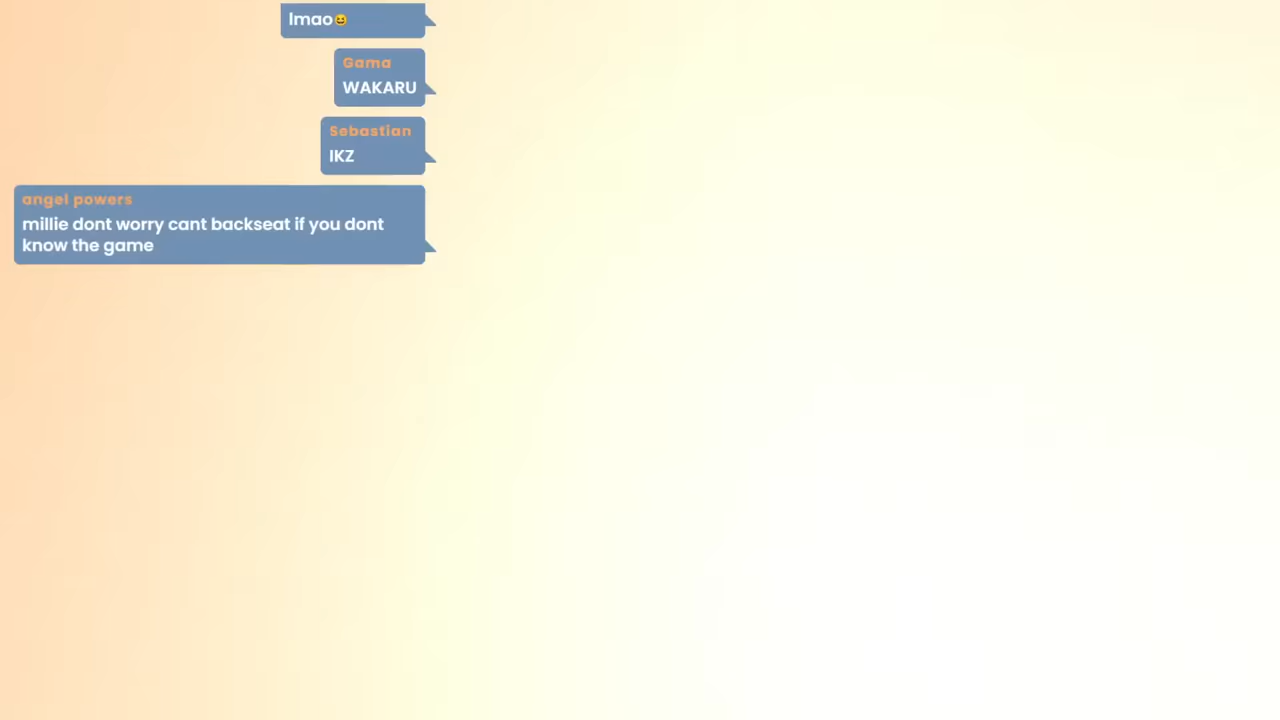 lmao😆
Gama
WAKARU
Sebastian
IKZ
angel powers
millie dont worry cant backseat if you dont
know the game